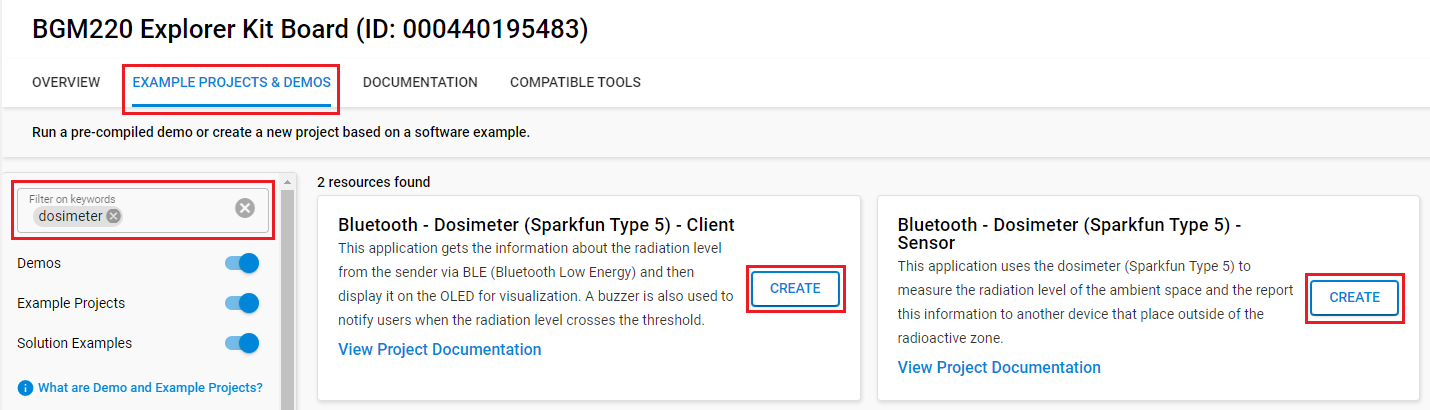 BGM220 Explorer Kit Board (ID: 000440195483)
OVERVIEW EXAMPLE PROJECTS & DEMOS DOCUMENTATION COMPATIBLE TOOLS
Run a pre-compiled demo or create a new project based on a software example.
Filter on keywords
dosimeter
Demos
Example Projects
Solution Examples
What are Demo and Example Projects?
2 resources found
Bluetooth - Dosimeter (Sparkfun Type 5) - Client
This application gets the information about the radiation level
from the sender via BLE (Bluetooth Low Energy) and then
display it on the OLED for visualization. A buzzer is also used to
notify users when the radiation level crosses the threshold.
View Project Documentation
CREATE
Bluetooth - Dosimeter (Sparkfun Type 5) -
Sensor
This application uses the dosimeter (Sparkfun Type 5) to
measure the radiation level of the ambient space and the report
this information to another device that place outside of the
radioactive zone.
View Project Documentation
CREATE